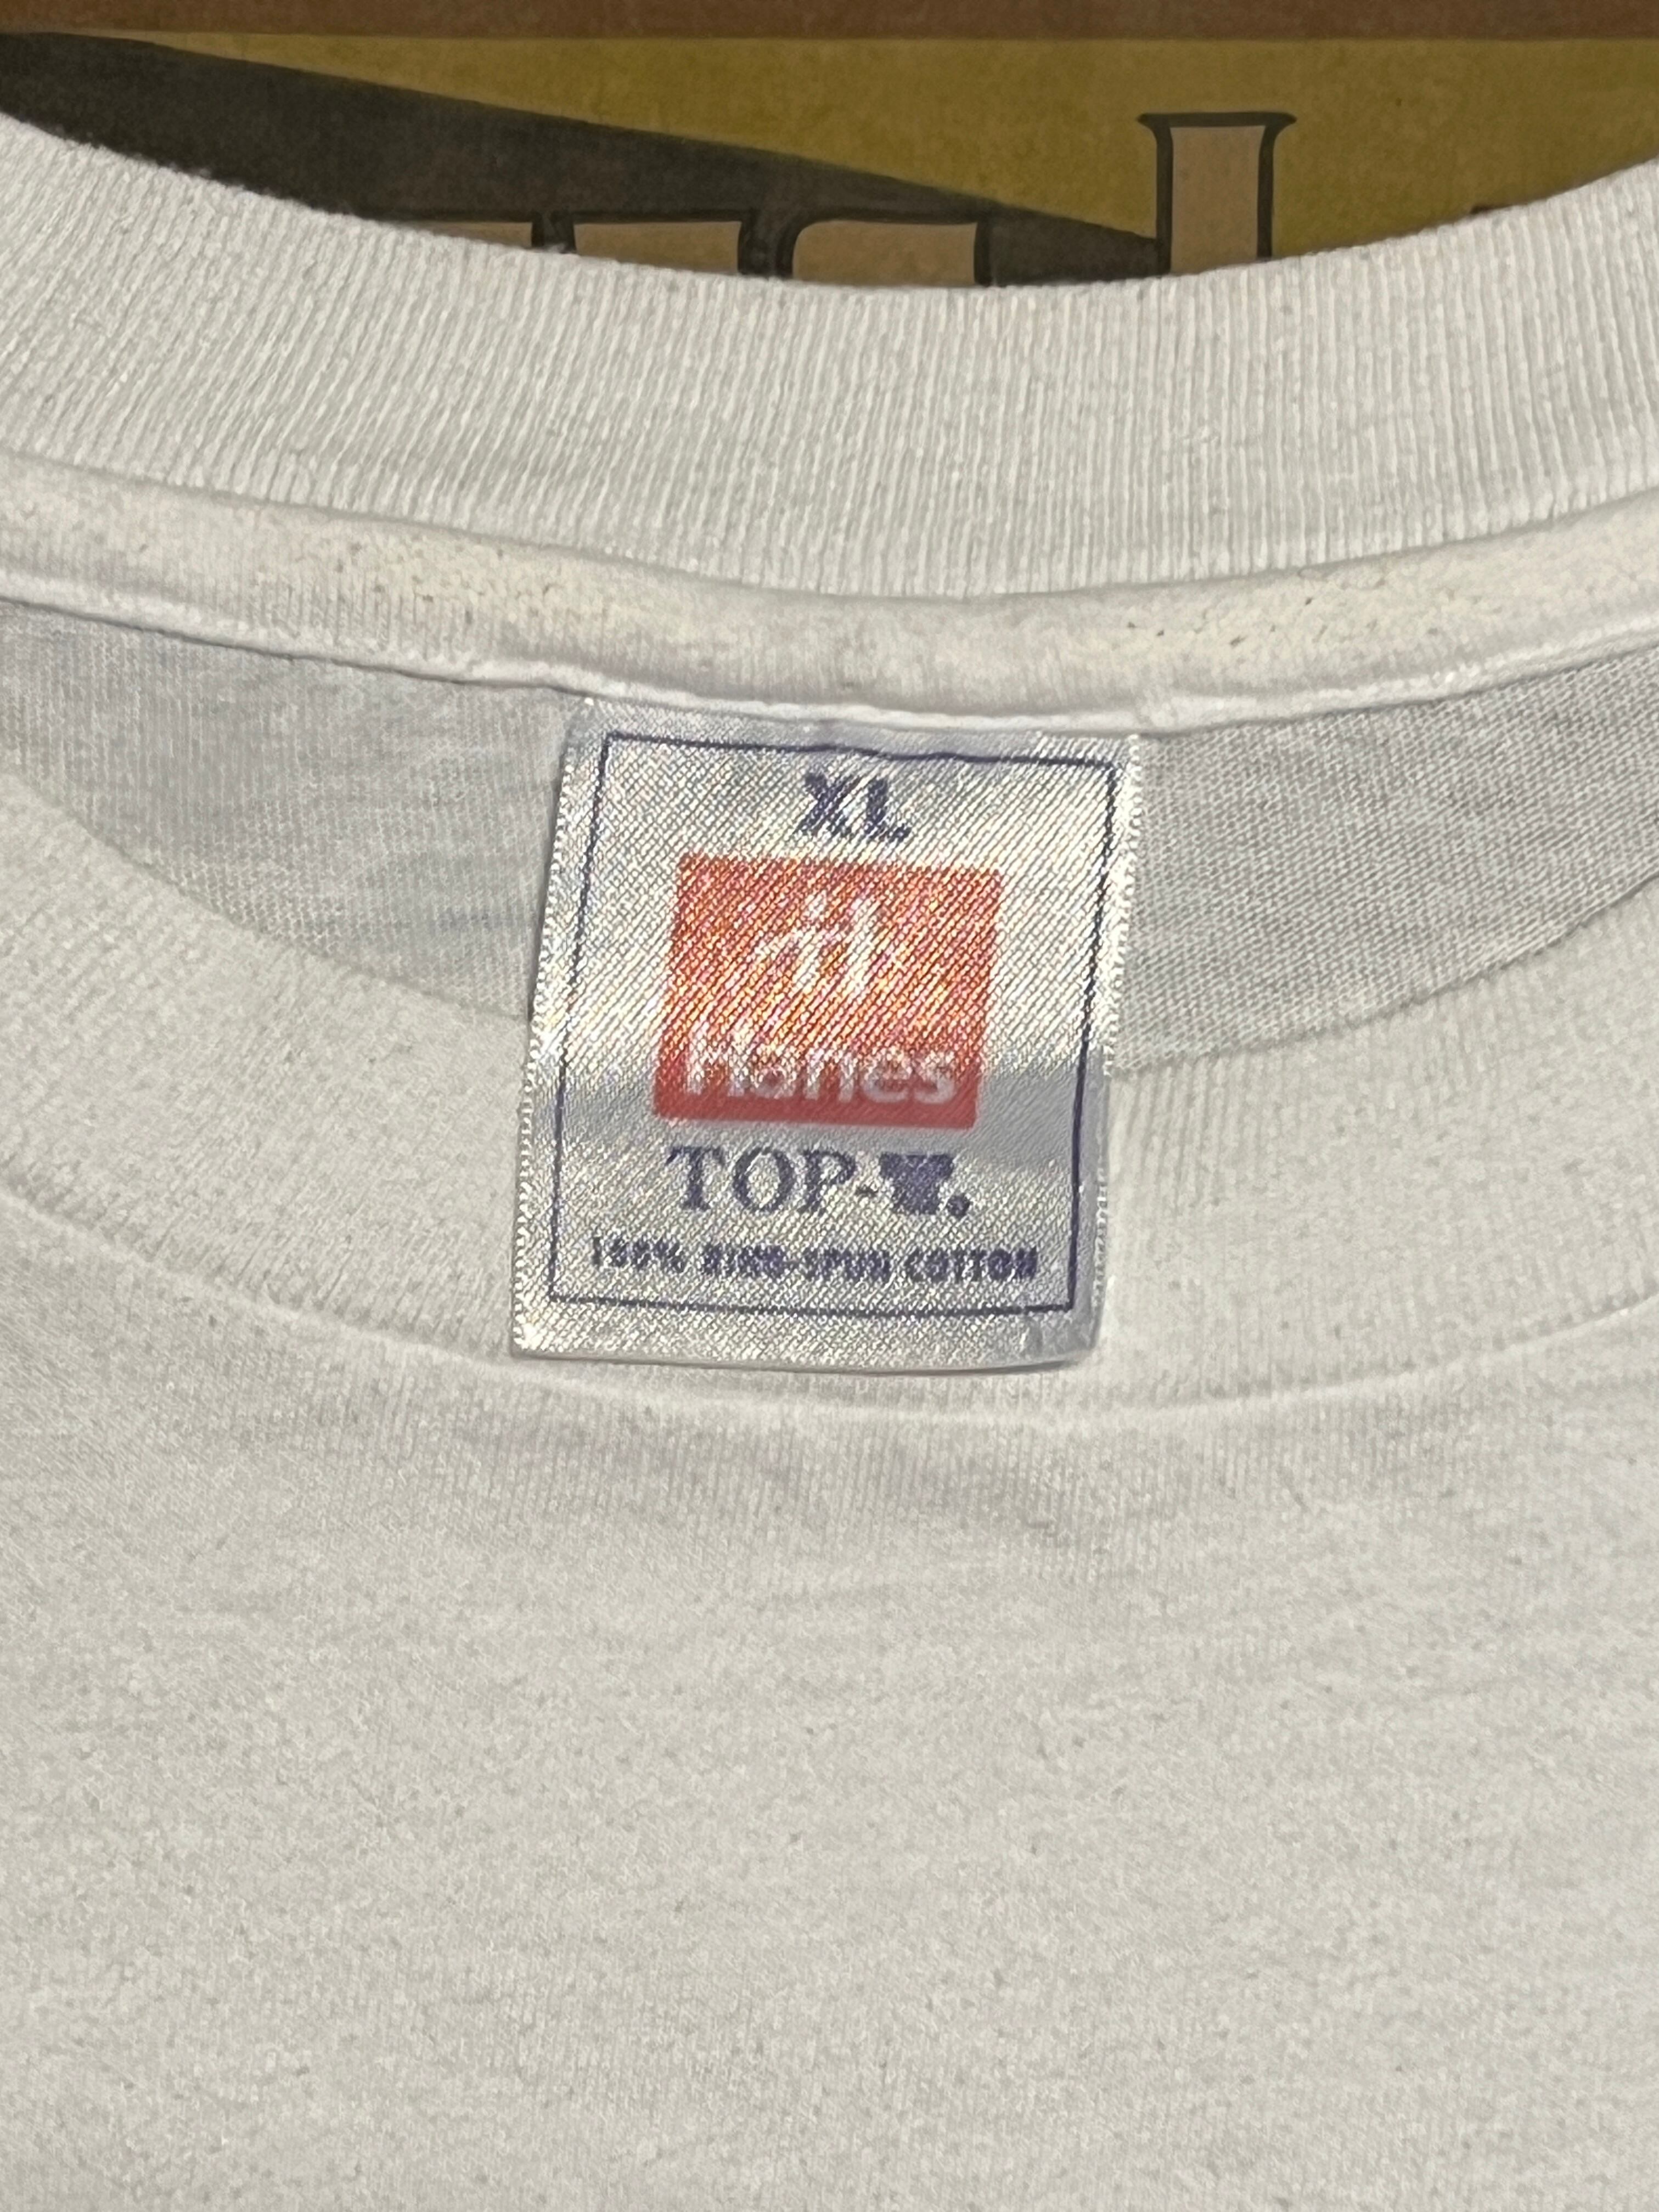 XL
Hanes
TOP-
100% RING-SPUN COTTON